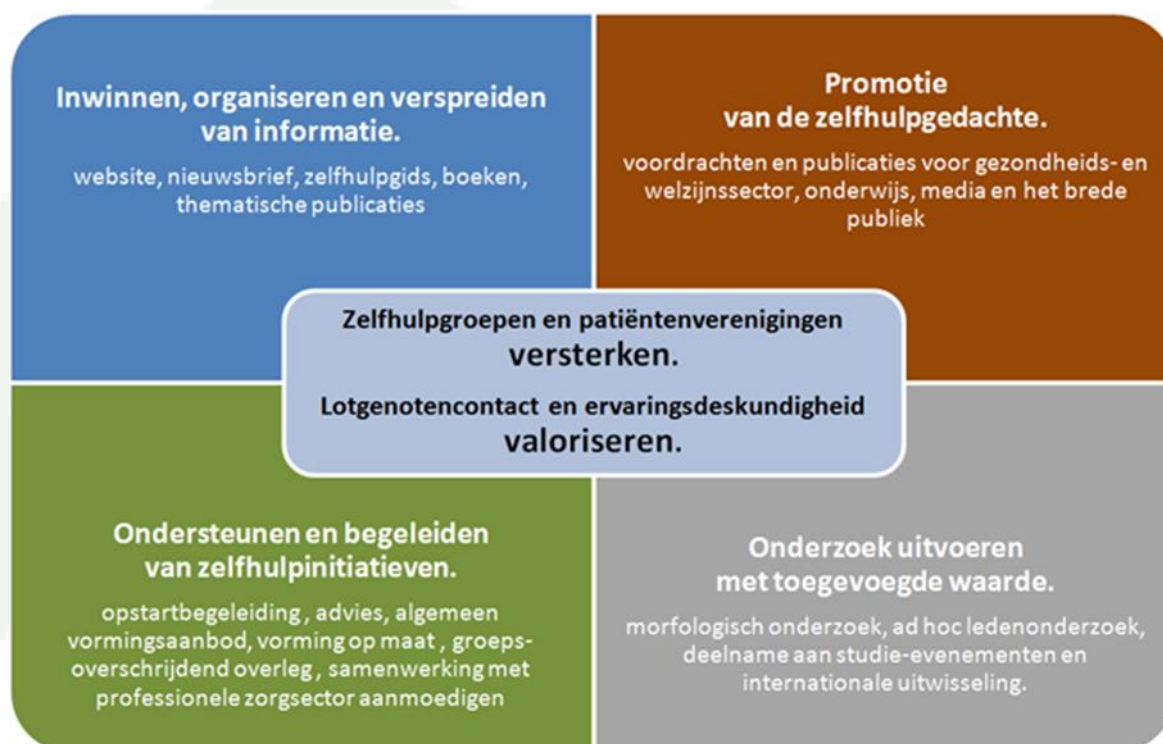 Inwinnen, organiseren en verspreiden
van informatie.
website, nieuwsbrief, zelfhulpgids, boeken,
thematische publicaties
Promotie
van de zelfhulpgedachte.
voordrachten en publicaties voor gezondheids- en
welzijnssector, onderwijs, media en het brede
publiek
Zelfhulpgroepen en patiëntenverenigingen
versterken.
Lotgenotencontact en ervaringsdeskundigheid
valoriseren.
Ondersteunen en begeleiden
van zelfhulpinitiatieven.
opstartbegeleiding , advies, algemeen
vormingsaanbod, vorming op maat , groeps-
overschrijdend overleg , samenwerking met
professionele zorgsector aanmoedigen
Onderzoek uitvoeren
met toegevoegde waarde.
morfologisch onderzoek, ad hoc ledenonderzoek,
deelname aan studie-evenementen en
internationale uitwisseling.